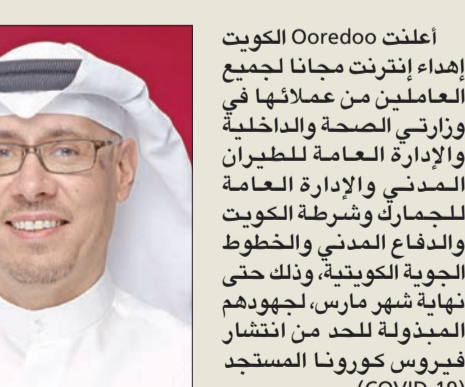 أعلنت Ooredoo الكويت
إهداء إنترنت مجانا لجميع
العاملين من عملائها في
وزارتي الصحة والداخلية
والإدارة العامة للطيران
المدني والإدارة العامة
للجمارك وشرطة الكويت
والدفاع المدني والخطوط
الجوية الكويتية، وذلك حتى
نهاية شهر مارس، لجهودهم
المبذولة للحد من انتشار
فيروس كورونا المستجد
(COVID-19)